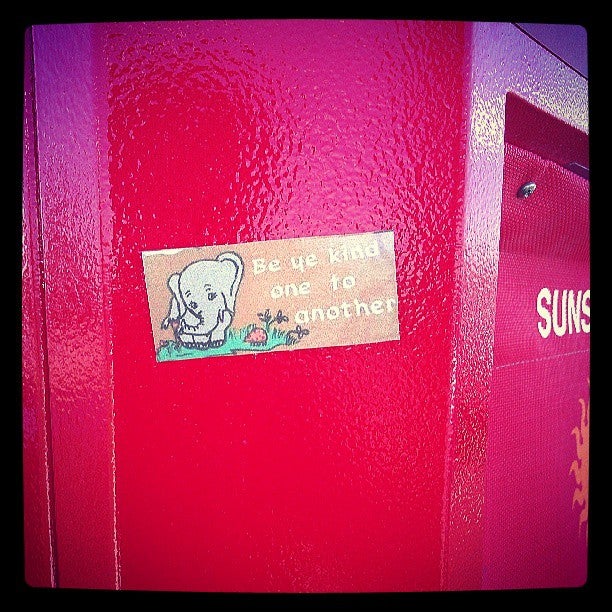 Be ye kind
one to
another
SUNS